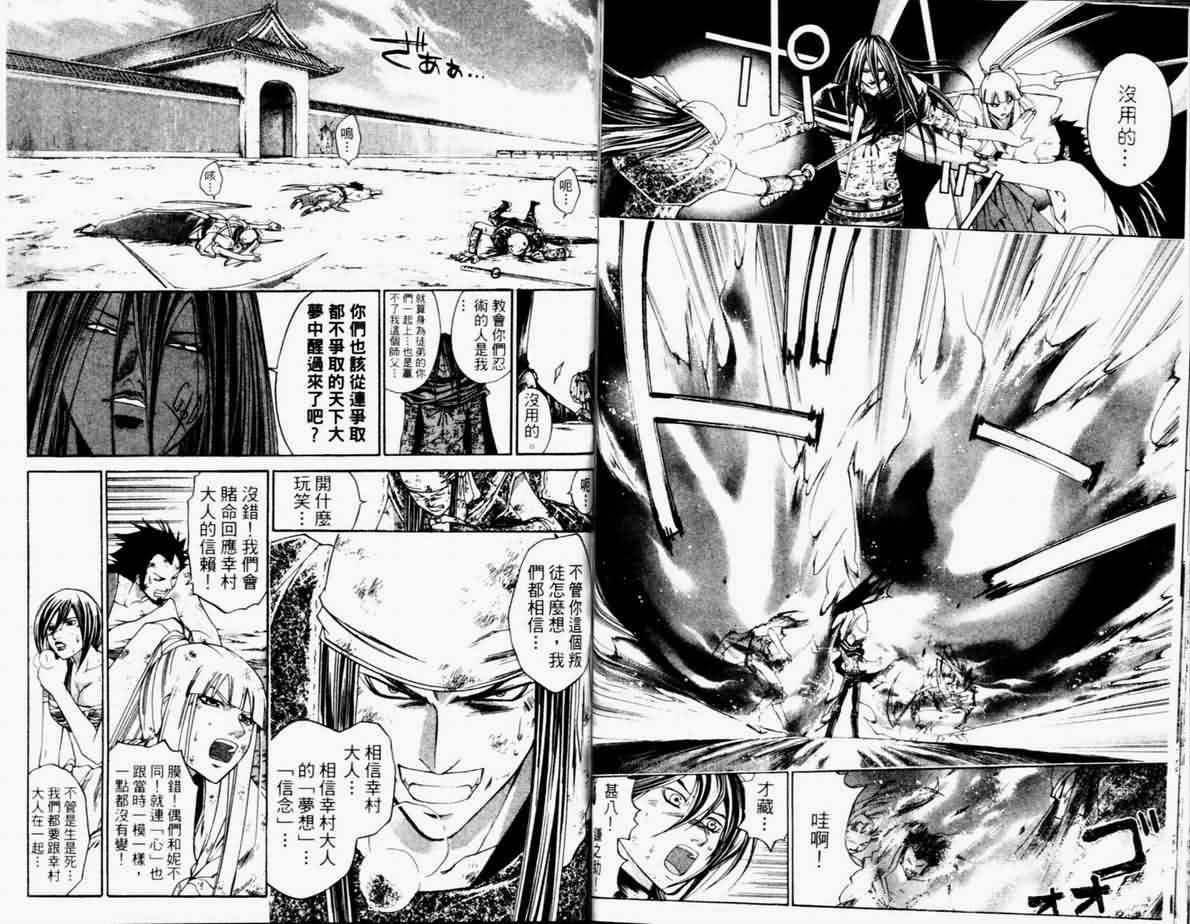 沒用的…
哇啊！
才藏…
甚八！
ゴ
オオ
ざぁぁ…
嗚…
咳…
呃…
沒用的。
教會你們忍
術的人是我
…
就算身為徒弟的你
們一起上…也是贏
不了我這個師父…
你們也該從連爭取
都不爭取的天下大
夢中醒過來了吧？
呃…
開什麼
玩笑…
不管你這個叛
徒怎麼想，我
們都相信…
相信幸村
大人…
相信幸村大人
的「夢想」…
「信念」…
沒錯！我們會
賭命回應幸村
大人的信賴！
膜錯！偶們和妮不
同！就連「心」也
跟當時一模一樣，
一點都沒有變！
不管是生是死…
我們都要跟幸村
大人在一起…